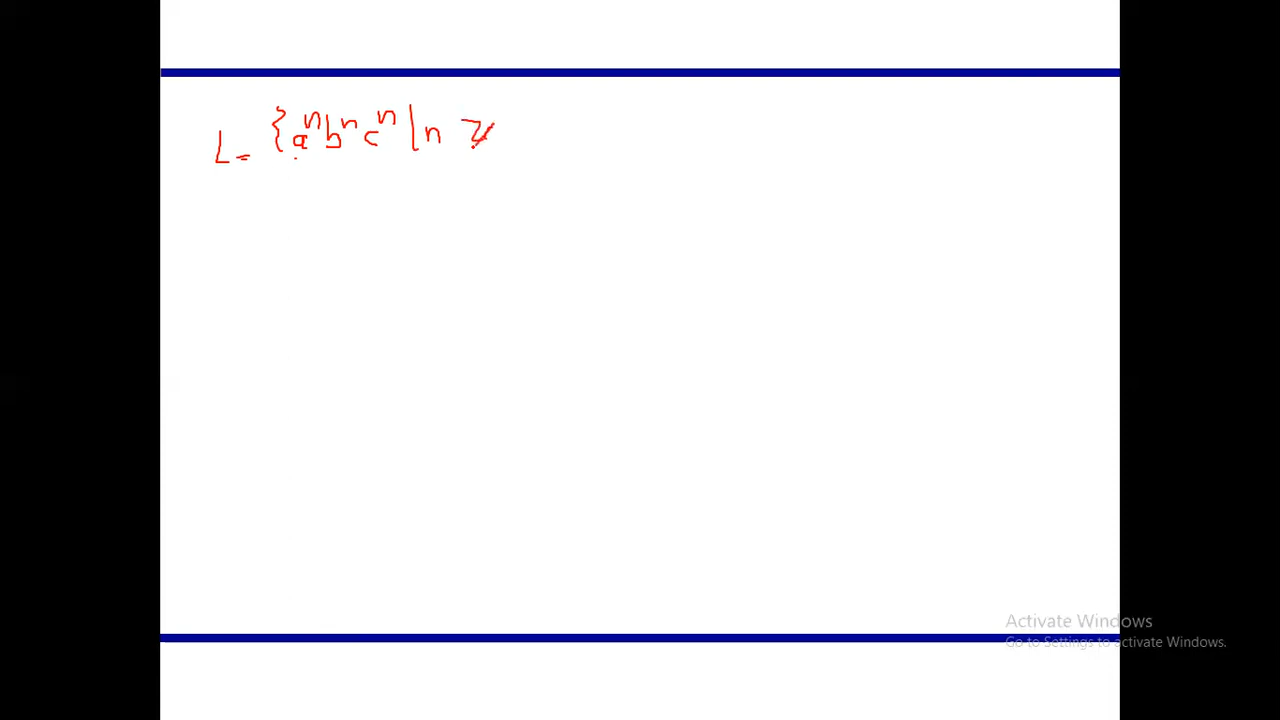 L = {aⁿbⁿcⁿ | n ≥
Activate Windows
Go to Settings to activate Windows.